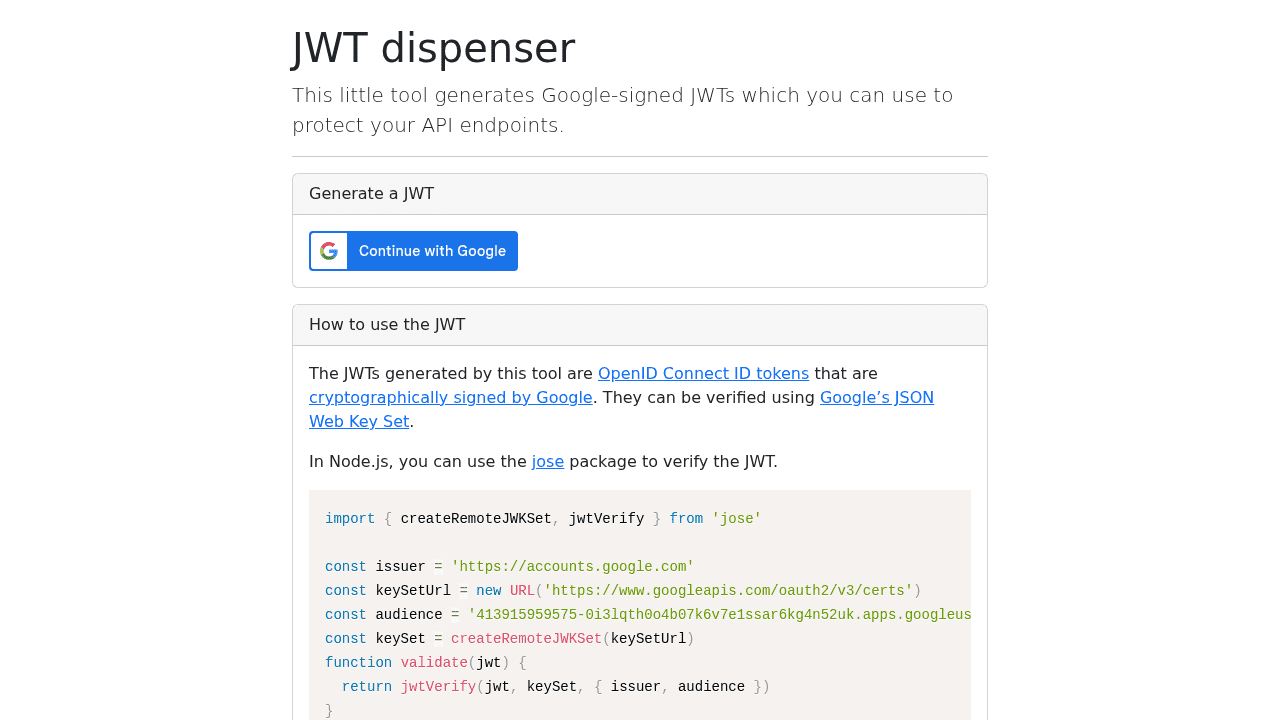 JWT dispenser
This little tool generates Google-signed JWTs which you can use to
protect your API endpoints.
Generate a JWT
Continue with Google
How to use the JWT
The JWTs generated by this tool are OpenID Connect ID tokens that are
cryptographically signed by Google. They can be verified using Google’s JSON
Web Key Set.
In Node.js, you can use the jose package to verify the JWT.
import { createRemoteJWKSet, jwtVerify } from 'jose'
const issuer = 'https://accounts.google.com'
const keySetUrl = new URL('https://www.googleapis.com/oauth2/v3/certs')
const audience = '413915959575-0i3lqth0o4b07k6v7e1ssar6kg4n52uk.apps.googleus
const keySet = createRemoteJWKSet(keySetUrl)
function validate(jwt) {
  return jwtVerify(jwt, keySet, { issuer, audience })
}